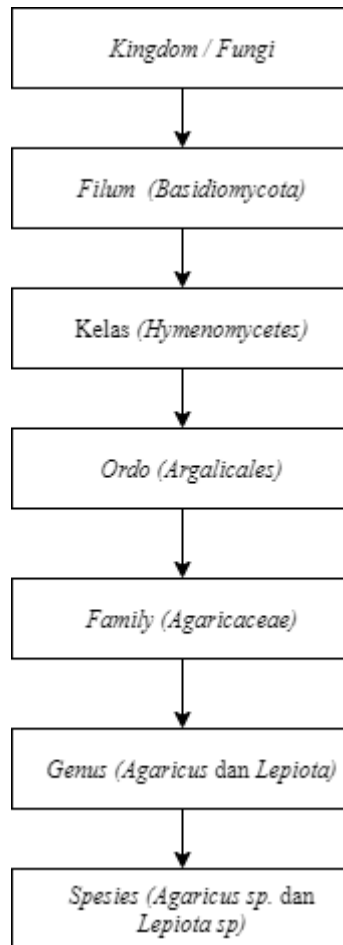 Kingdom / Fungi
Filum (Basidiomycota)
Kelas (Hymenomycetes)
Ordo (Argalicales)
Family (Agaricaceae)
Genus (Agaricus dan Lepiota)
Spesies (Agaricus sp. dan
Lepiota sp)